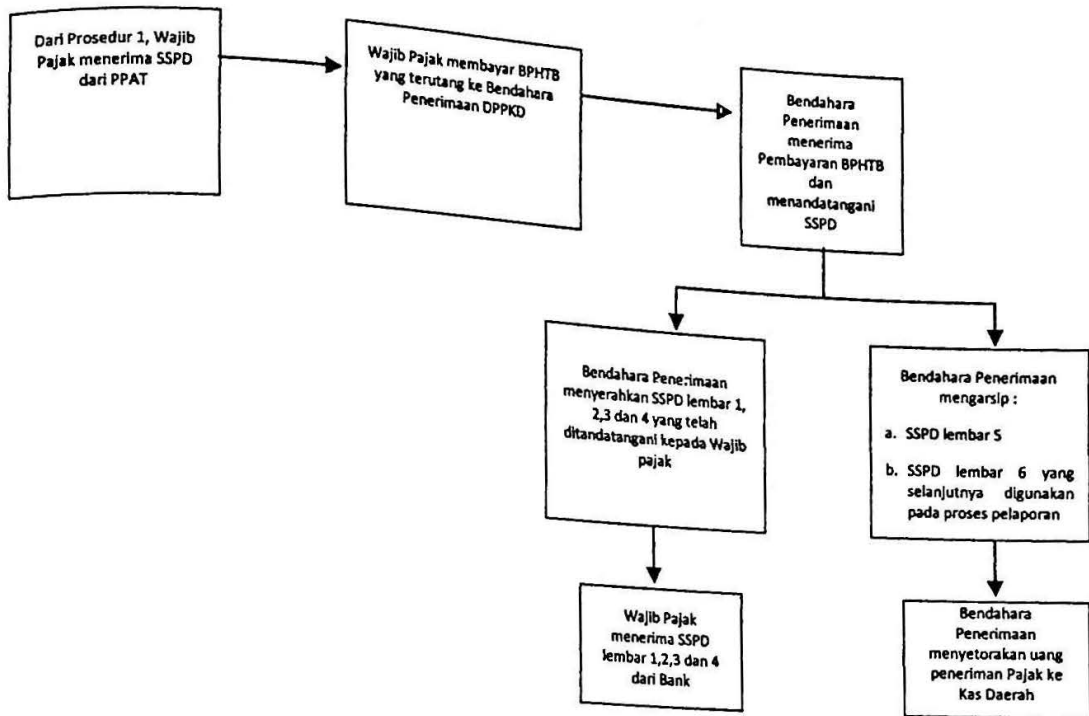 Dari Prosedur 1, Wajib
Pajak menerima SSPD
dari PPAT
Wajib Pajak membayar BPHTB
yang terutang ke Bendahara
Penerimaan DPPKD
Bendahara
Penerimaan
menerima
Pembayaran BPHTB
dan
menandatangani
SSPD
Bendahara Penerimaan
menyerahkan SSPD lembar 1,
2,3 dan 4 yang telah
ditandatangani kepada Wajib
pajak
Bendahara Penerimaan
mengarsip :
a. SSPD lembar 5
b. SSPD lembar 6 yang
selanjutnya digunakan
pada proses pelaporan
Wajib Pajak
menerima SSPD
lembar 1,2,3 dan 4
dari Bank
Bendahara
Penerimaan
menyetorakan uang
peneriman Pajak ke
Kas Daerah